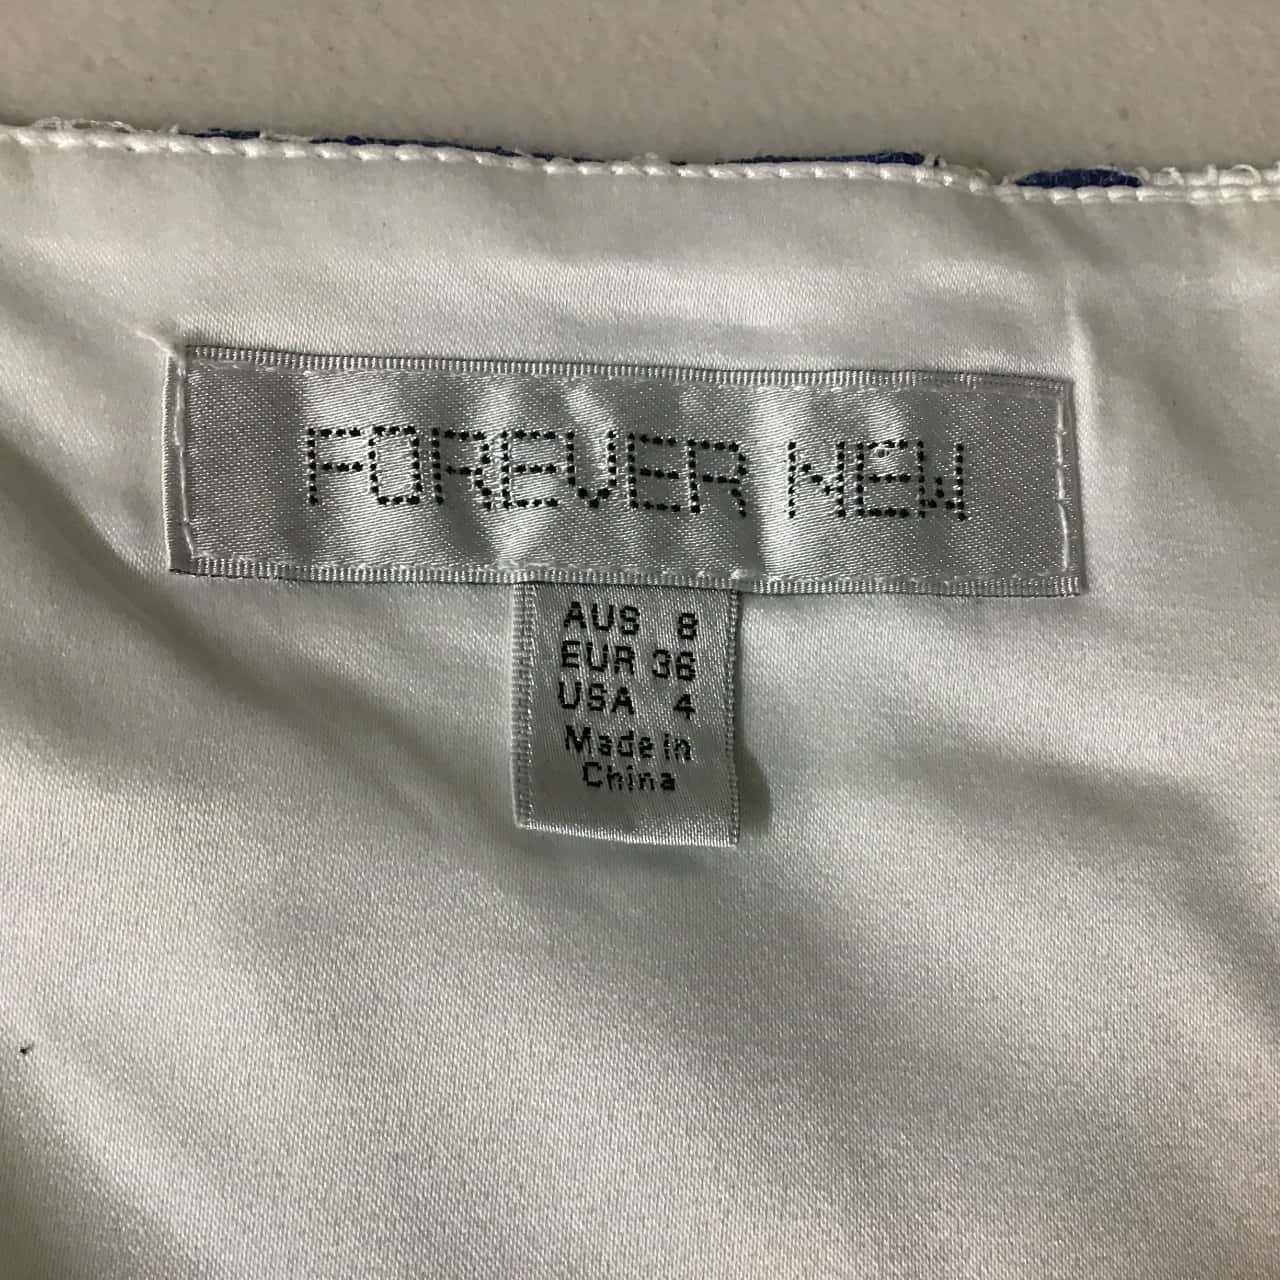 FOREVER NEW
AUS 8
EUR 36
USA 4
Made in
China